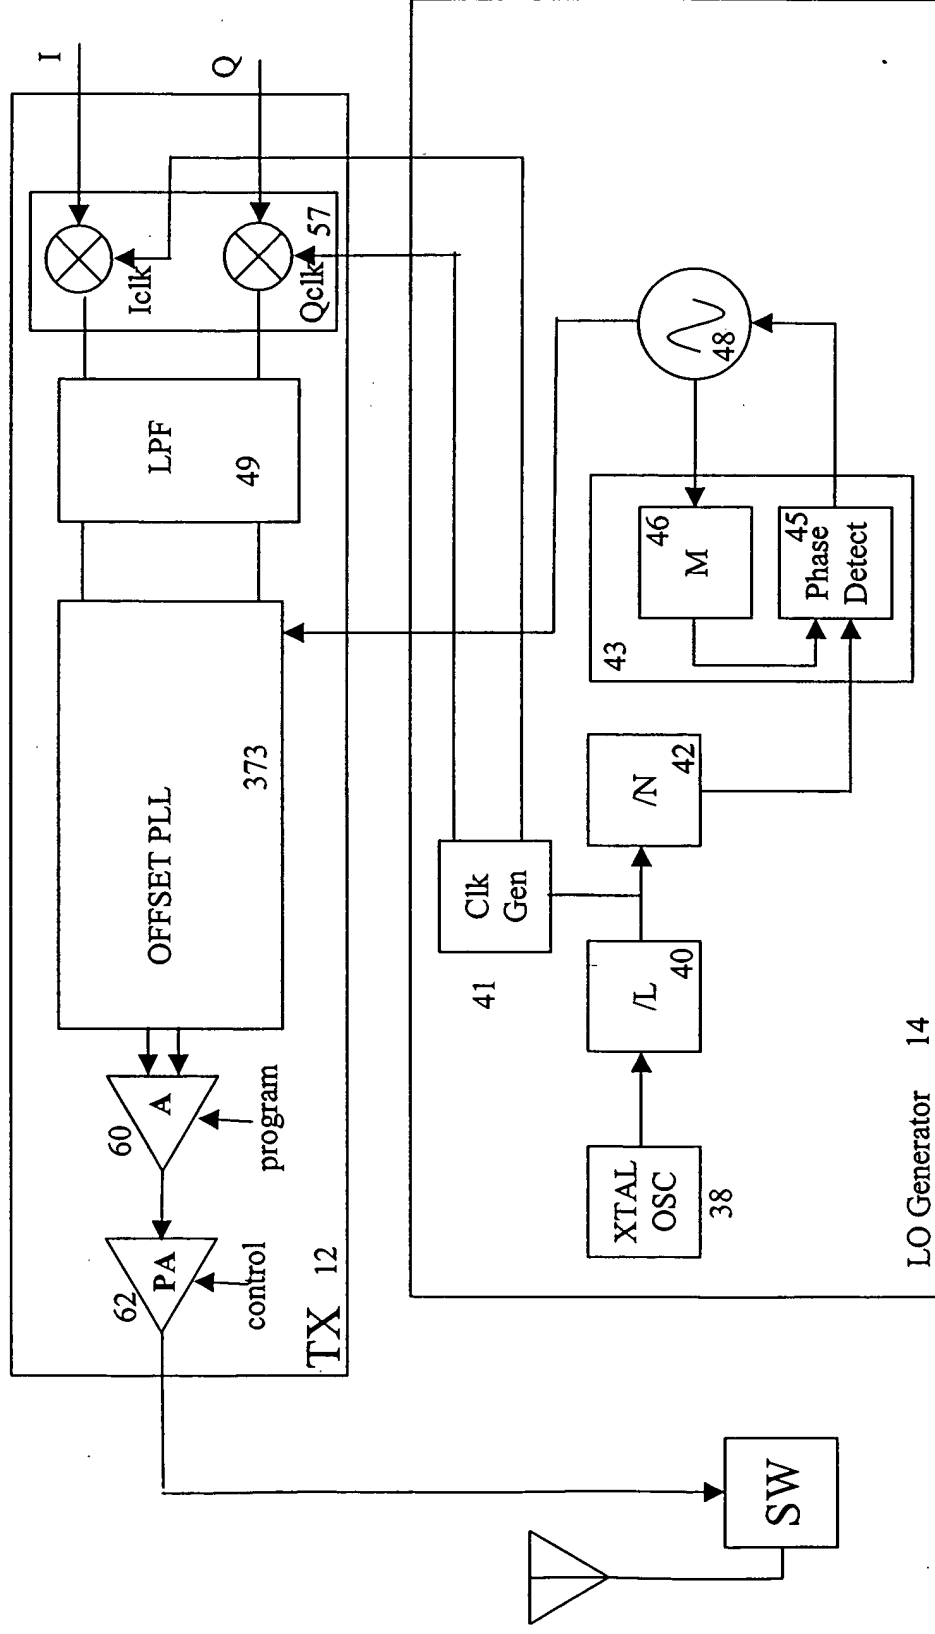 I
Q
57
Iclk
Qclk
LPF
49
OFFSET PLL
373
A
60
program
PA
62
control
TX 12
SW
Clk
Gen
41
48
M
46
45
Phase
Detect
43
/N
42
/L
40
XTAL
OSC
38
LO Generator 14